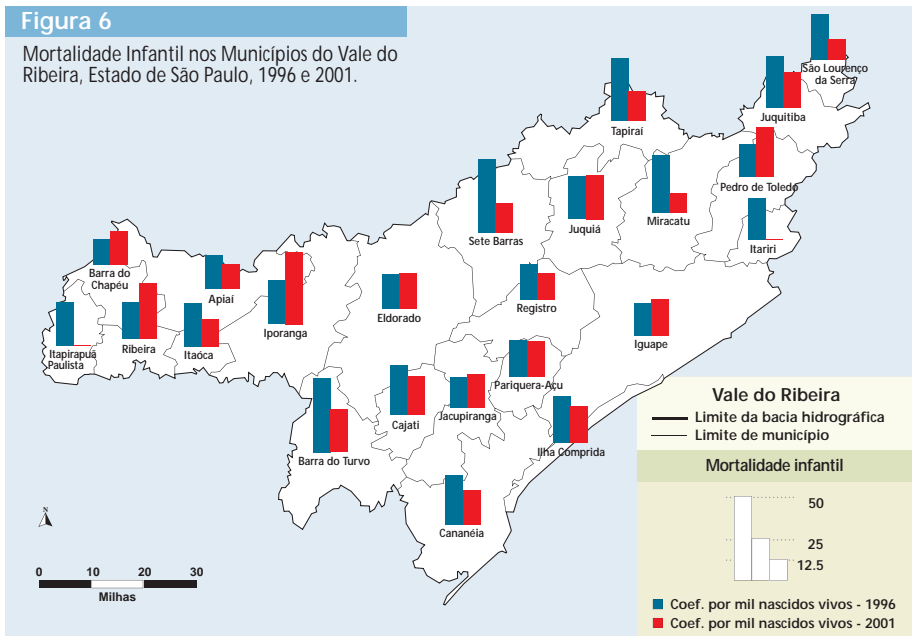 Figura 6
Mortalidade Infantil nos Municípios do Vale do
Ribeira, Estado de São Paulo, 1996 e 2001.
São Lourenço
da Serra
Juquitiba
Tapiraí
Pedro de Toledo
Miracatu
Juquiá
Sete Barras
Itariri
Barra do
Chapéu
Apiaí
Iporanga
Eldorado
Registro
Iguape
Itapirapuã
Paulista
Ribeira
Itaóca
Pariquera-Açu
Jacupiranga
Cajati
Barra do Turvo
Ilha Comprida
Cananéia
N
0 10 20 30
Milhas
Vale do Ribeira
Limite da bacia hidrográfica
Limite de município
Mortalidade infantil
50
25
12.5
Coef. por mil nascidos vivos - 1996
Coef. por mil nascidos vivos - 2001